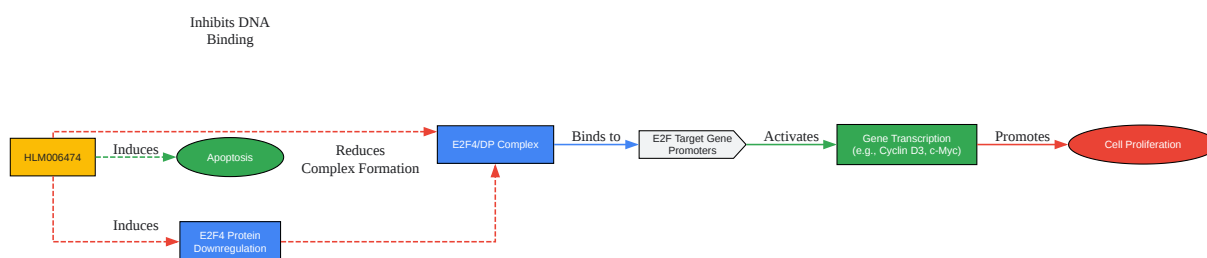 Inhibits DNA
Binding
HLM006474
Induces
Apoptosis
Reduces
Complex Formation
E2F4/DP Complex
Binds to
E2F Target Gene
Promoters
Activates
Gene Transcription
(e.g., Cyclin D3, c-Myc)
Promotes
Cell Proliferation
Induces
E2F4 Protein
Downregulation